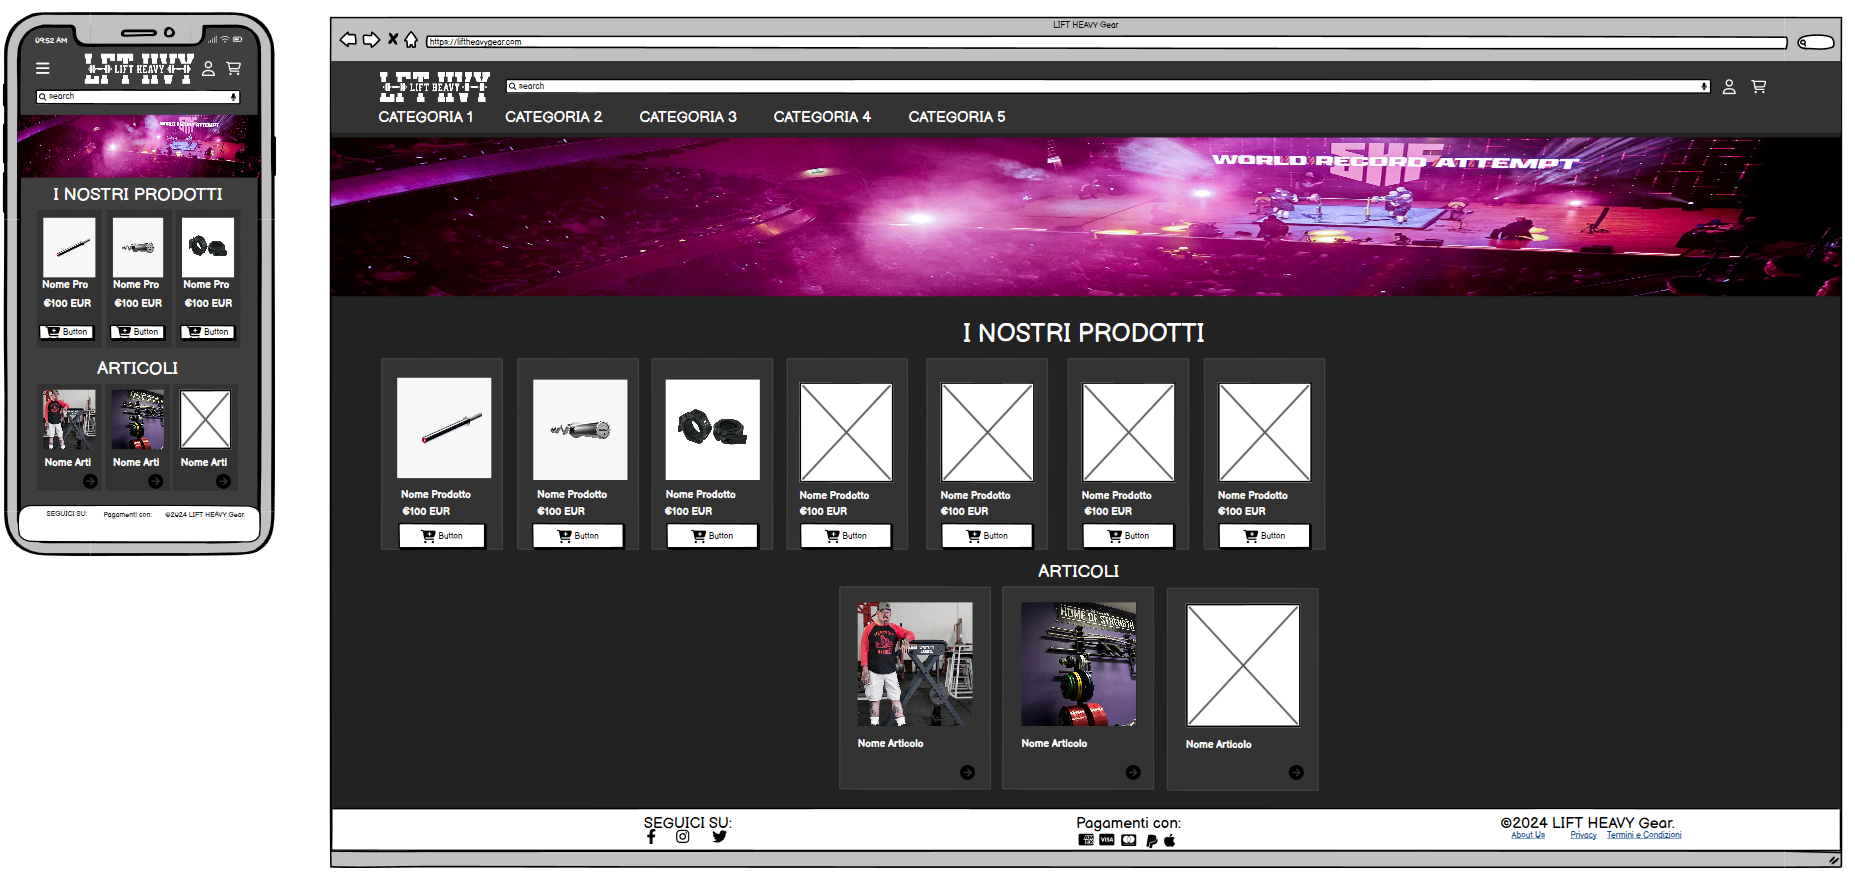 09:52 AM
LIFT HEAVY
search
WORLD RECORD ATTEMPT
I NOSTRI PRODOTTI
Nome Pro
Nome Pro
Nome Pro
€100 EUR
€100 EUR
€100 EUR
Button
Button
Button
ARTICOLI
Nome Arti
Nome Arti
Nome Arti
SEGUICI SU:
Pagamenti con:
©2024 LIFT HEAVY Gear.
LIFT HEAVY Gear
https://liftheavygear.com
LIFT HEAVY
search
CATEGORIA 1
CATEGORIA 2
CATEGORIA 3
CATEGORIA 4
CATEGORIA 5
SHF
WORLD RECORD ATTEMPT
I NOSTRI PRODOTTI
Nome Prodotto
€100 EUR
Button
Nome Prodotto
€100 EUR
Button
Nome Prodotto
€100 EUR
Button
Nome Prodotto
€100 EUR
Button
Nome Prodotto
€100 EUR
Button
Nome Prodotto
€100 EUR
Button
Nome Prodotto
€100 EUR
Button
ARTICOLI
HOME OF STRENGTH
Nome Articolo
Nome Articolo
Nome Articolo
SEGUICI SU:
Pagamenti con:
VISA
©2024 LIFT HEAVY Gear.
About Us
Privacy
Termini e Condizioni